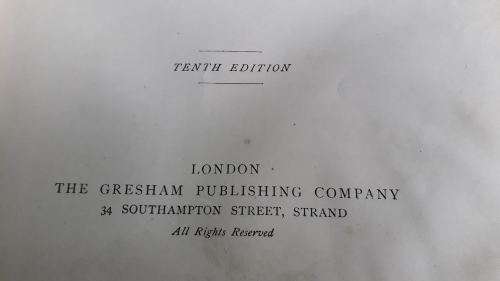 TENTH EDITION
LONDON
THE GRESHAM PUBLISHING COMPANY
34 SOUTHAMPTON STREET, STRAND
All Rights Reserved